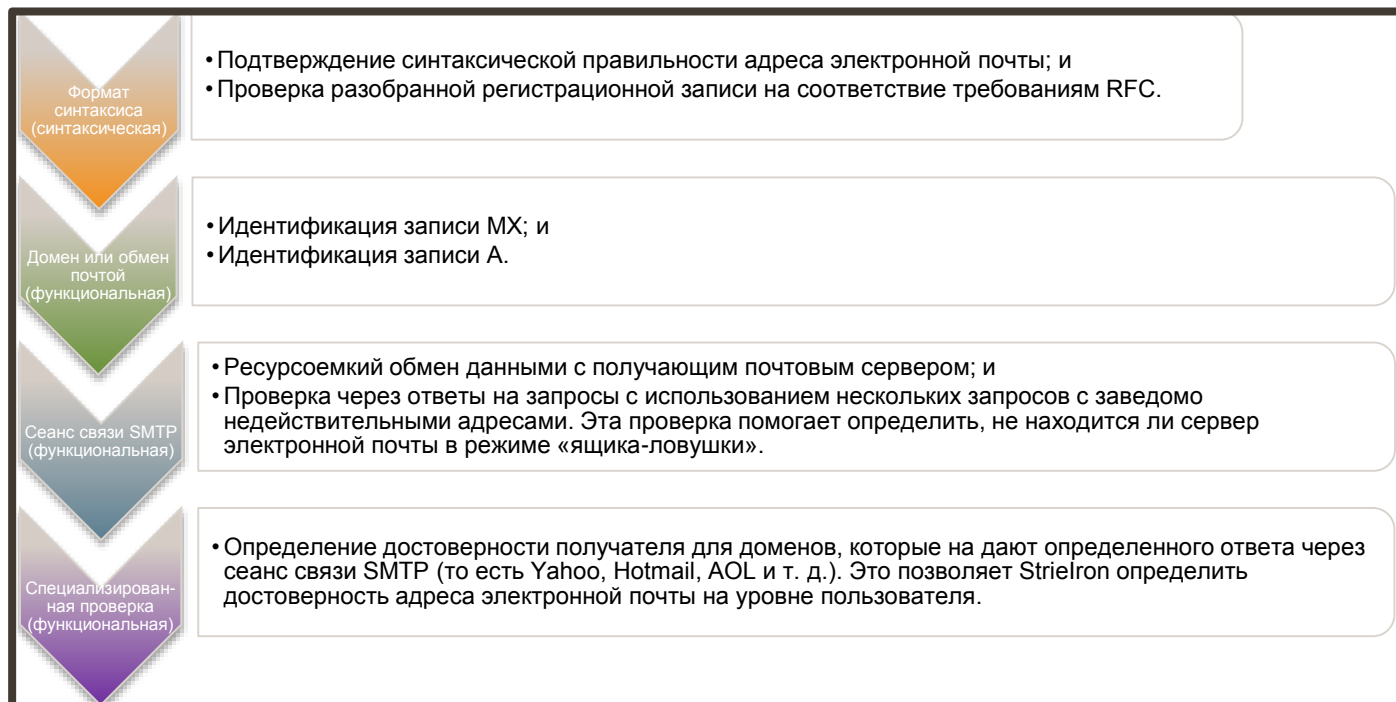 Формат
синтаксиса
(синтаксическая)
• Подтверждение синтаксической правильности адреса электронной почты; и
• Проверка разобранной регистрационной записи на соответствие требованиям RFC.
Домен или обмен
почтой
(функциональная)
• Идентификация записи MX; и
• Идентификация записи A.
Сеанс связи SMTP
(функциональная)
• Ресурсоемкий обмен данными с получающим почтовым сервером; и
• Проверка через ответы на запросы с использованием нескольких запросов с заведомо
недействительными адресами. Эта проверка помогает определить, не находится ли сервер
электронной почты в режиме «ящика-ловушки».
Специализирован-
ная проверка
(функциональная)
• Определение достоверности получателя для доменов, которые на дают определенного ответа через
сеанс связи SMTP (то есть Yahoo, Hotmail, AOL и т. д.). Это позволяет StrieIron определить
достоверность адреса электронной почты на уровне пользователя.